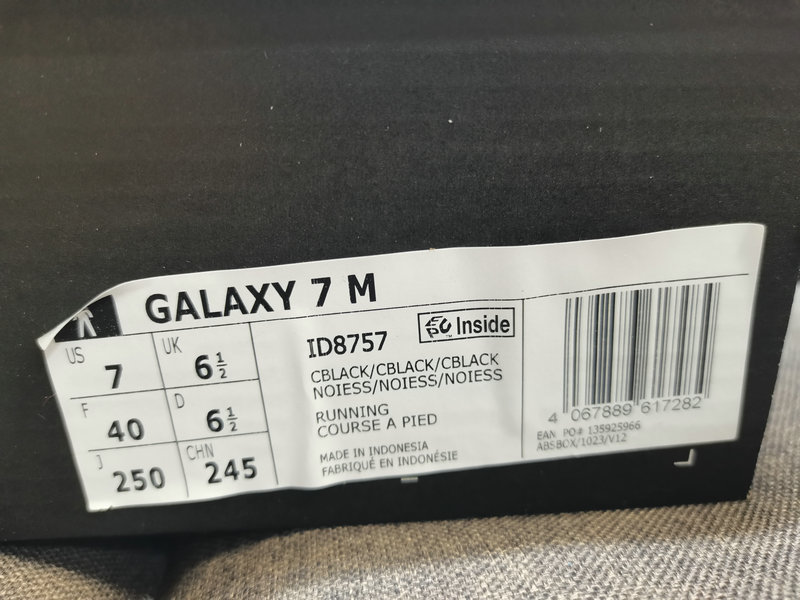 GALAXY 7 M
US 7 UK 6½
F 40 D 6½
J 250 CHN 245
ID8757
EPC Inside
TM
CBLACK/CBLACK/CBLACK
NOIESS/NOIESS/NOIESS
RUNNING
COURSE A PIED
MADE IN INDONESIA
FABRIQUÉ EN INDONÉSIE
4 067889 617282
EAN PO# 135925966
ABSBOX/1023/V12